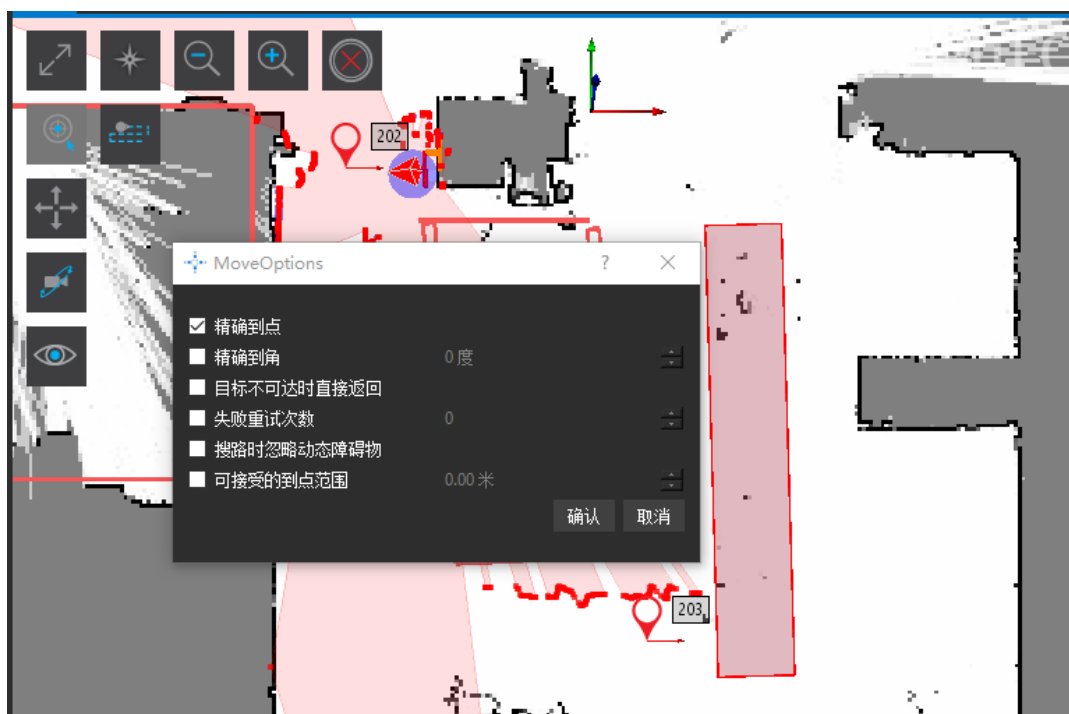 202
MoveOptions
?
精确到点
精确到角
0 度
目标不可达时直接返回
失败重试次数
0
搜路时忽略动态障碍物
可接受的到点范围
0.00 米
确认
取消
203